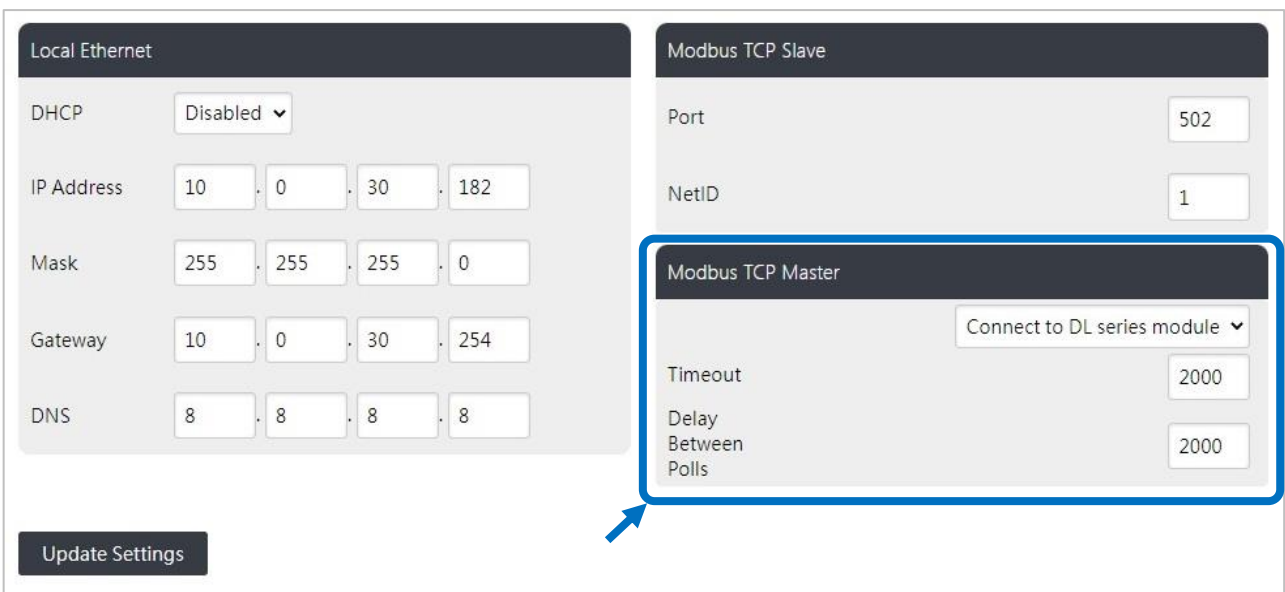 Local Ethernet
DHCP Disabled
IP Address 10 . 0 . 30 . 182
Mask 255 . 255 . 255 . 0
Gateway 10 . 0 . 30 . 254
DNS 8 . 8 . 8 . 8
Modbus TCP Slave
Port 502
NetID 1
Modbus TCP Master
Connect to DL series module
Timeout 2000
Delay
Between
Polls
2000
Update Settings